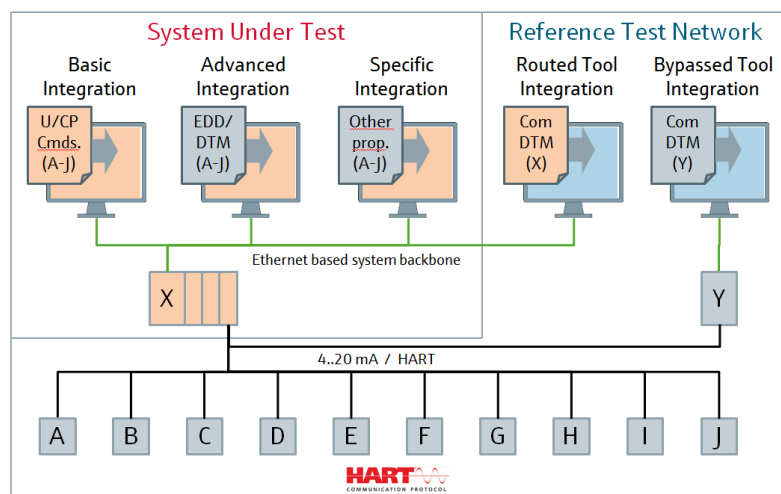 System Under Test
Reference Test Network
Basic
Integration
Advanced
Integration
Specific
Integration
Routed Tool
Integration
Bypassed Tool
Integration
U/CP
Cmds.
(A-J)
EDD/
DTM
(A-J)
Other
prop.
(A-J)
Com
DTM
(X)
Com
DTM
(Y)
Ethernet based system backbone
X
Y
4..20 mA / HART
A B C D E F G H I J
HART
COMMUNICATION PROTOCOL